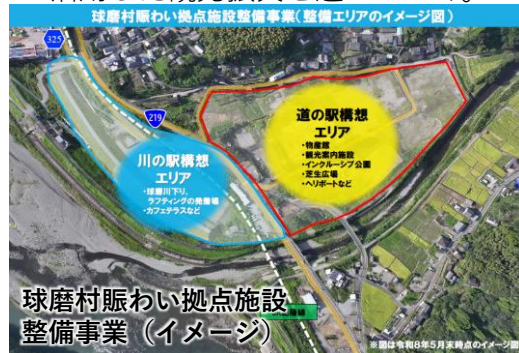 球磨村賑わい拠点施設整備事業(整備エリアのイメージ図)
325
219
道の駅構想
エリア
・物産館
・観光案内施設
・インクルーシブ公園
・芝生広場
・ヘリポートなど
川の駅構想
エリア
・球磨川下り、
ラフティングの発着場
・カフェテラスなど
球磨村賑わい拠点施設
整備事業(イメージ)
※図は令和8年5月末時点のイメージ図